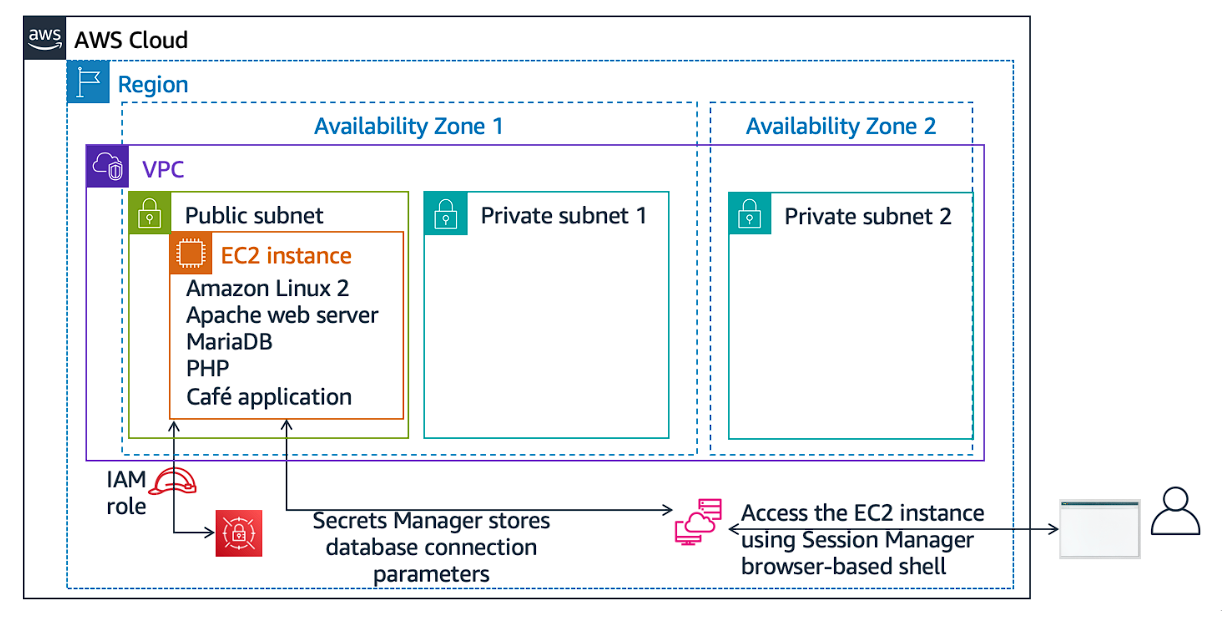 aws
AWS Cloud
Region
Availability Zone 1
Availability Zone 2
VPC
Public subnet
Private subnet 1
Private subnet 2
EC2 instance
Amazon Linux 2
Apache web server
MariaDB
PHP
Café application
IAM
role
Secrets Manager stores
database connection
parameters
Access the EC2 instance
using Session Manager
browser-based shell